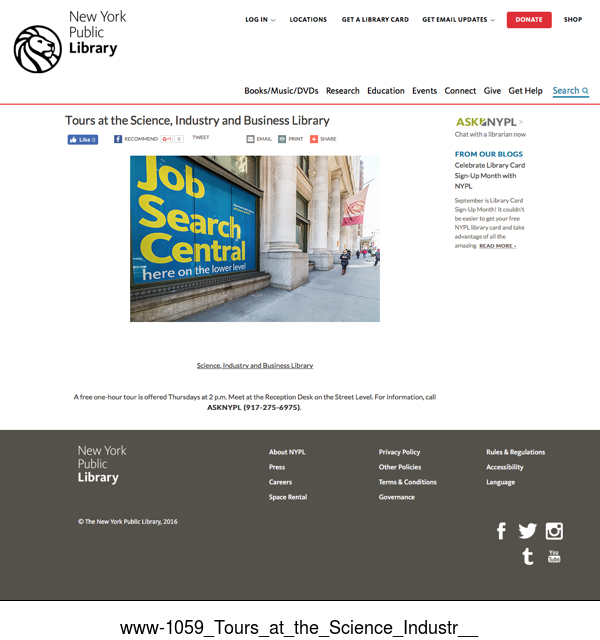 New York
Public
Library
LOG IN
LOCATIONS
GET A LIBRARY CARD
GET EMAIL UPDATES
DONATE
SHOP
Books/Music/DVDs Research Education Events Connect Give Get Help Search
Tours at the Science, Industry and Business Library
Like 0
RECOMMEND
G+1 0
TWEET
EMAIL
PRINT
SHARE
Job
Search
Central
here on the lower level
Science, Industry and Business Library
A free one-hour tour is offered Thursdays at 2 p.m. Meet at the Reception Desk on the Street Level. For information, call
ASKNYPL (917-275-6975).
ASK NYPL >
Chat with a librarian now
FROM OUR BLOGS
Celebrate Library Card
Sign-Up Month with
NYPL
September is Library Card
Sign-Up Month! It couldn't
be easier to get your free
NYPL library card and take
advantage of all the
amazing READ MORE ›
New York
Public
Library
© The New York Public Library, 2016
About NYPL
Press
Careers
Space Rental
Privacy Policy
Other Policies
Terms & Conditions
Governance
Rules & Regulations
Accessibility
Language
You
Tube
www-1059_Tours_at_the_Science_Industr__